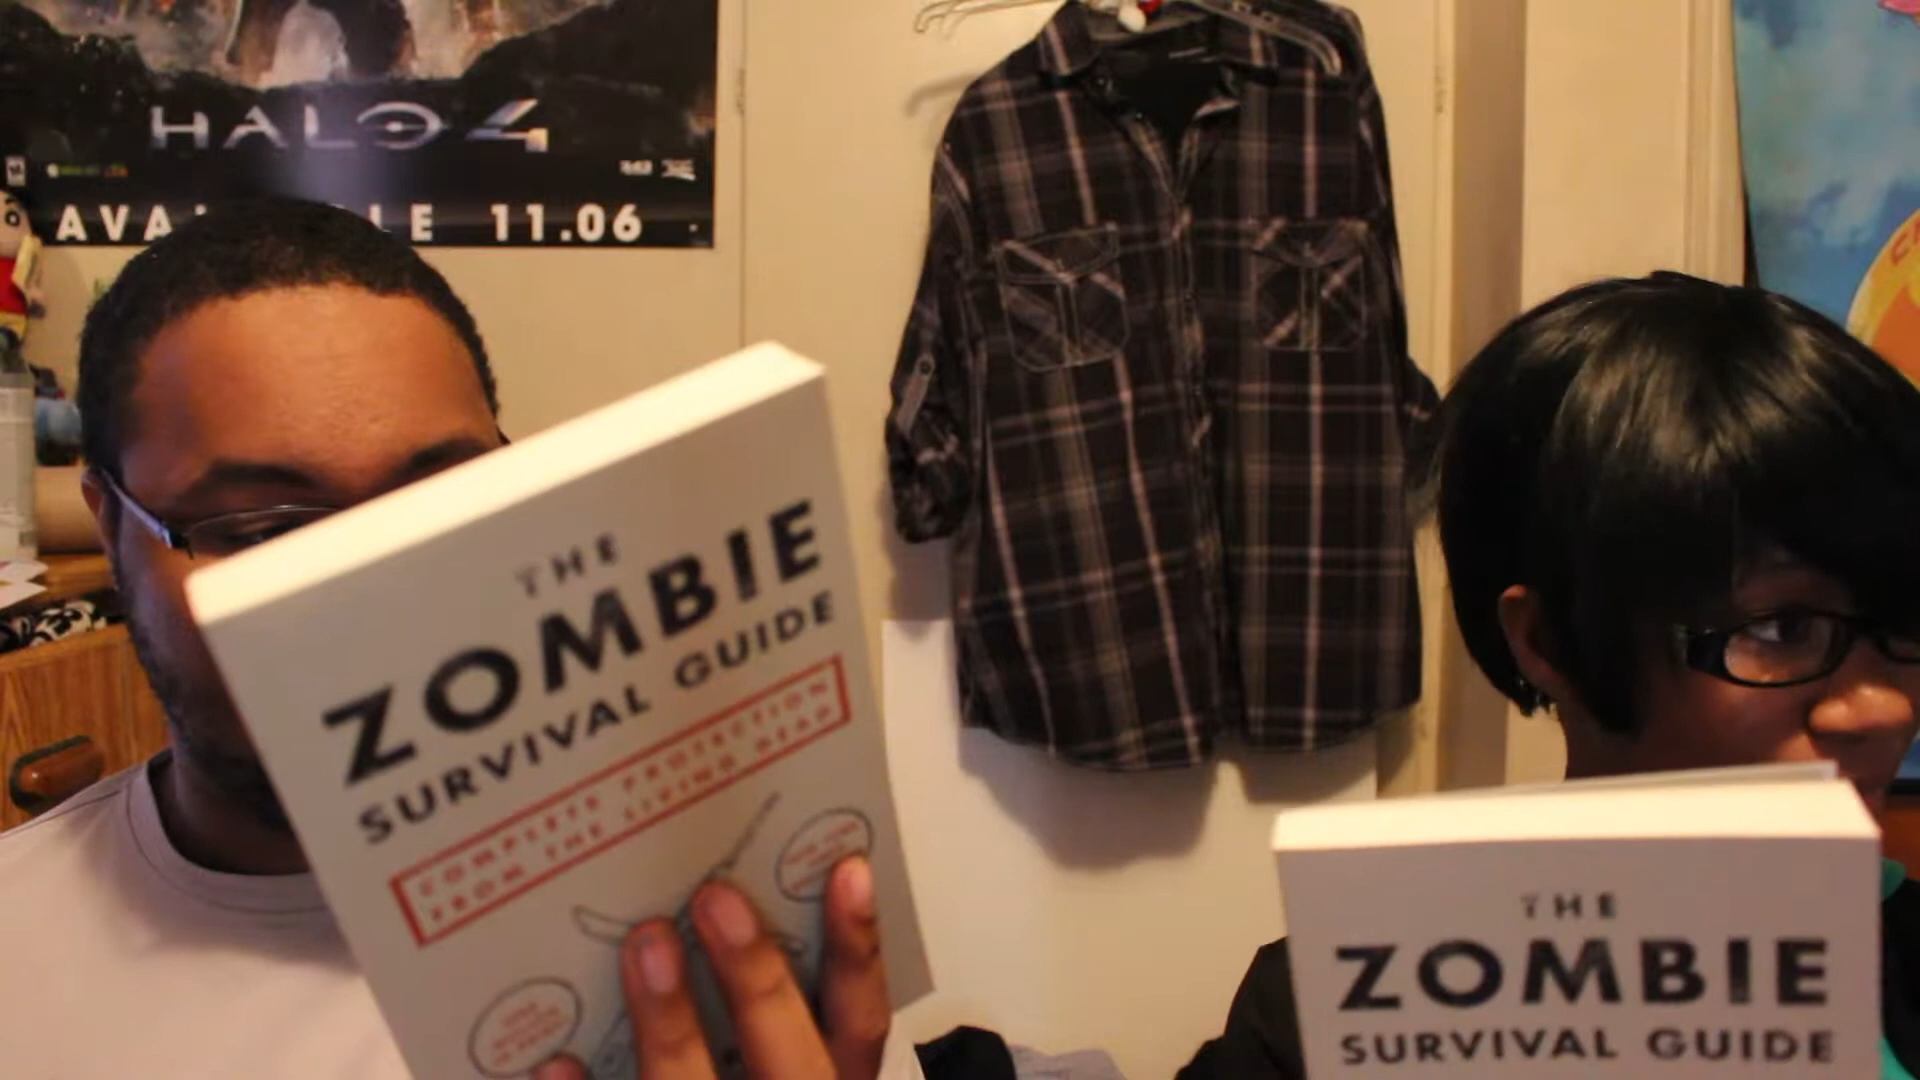 HALO 4
11.06
THE
ZOMBIE
SURVIVAL GUIDE
COMPLETE PROTECTION
FROM THE LIVING DEAD
THE
ZOMBIE
SURVIVAL GUIDE